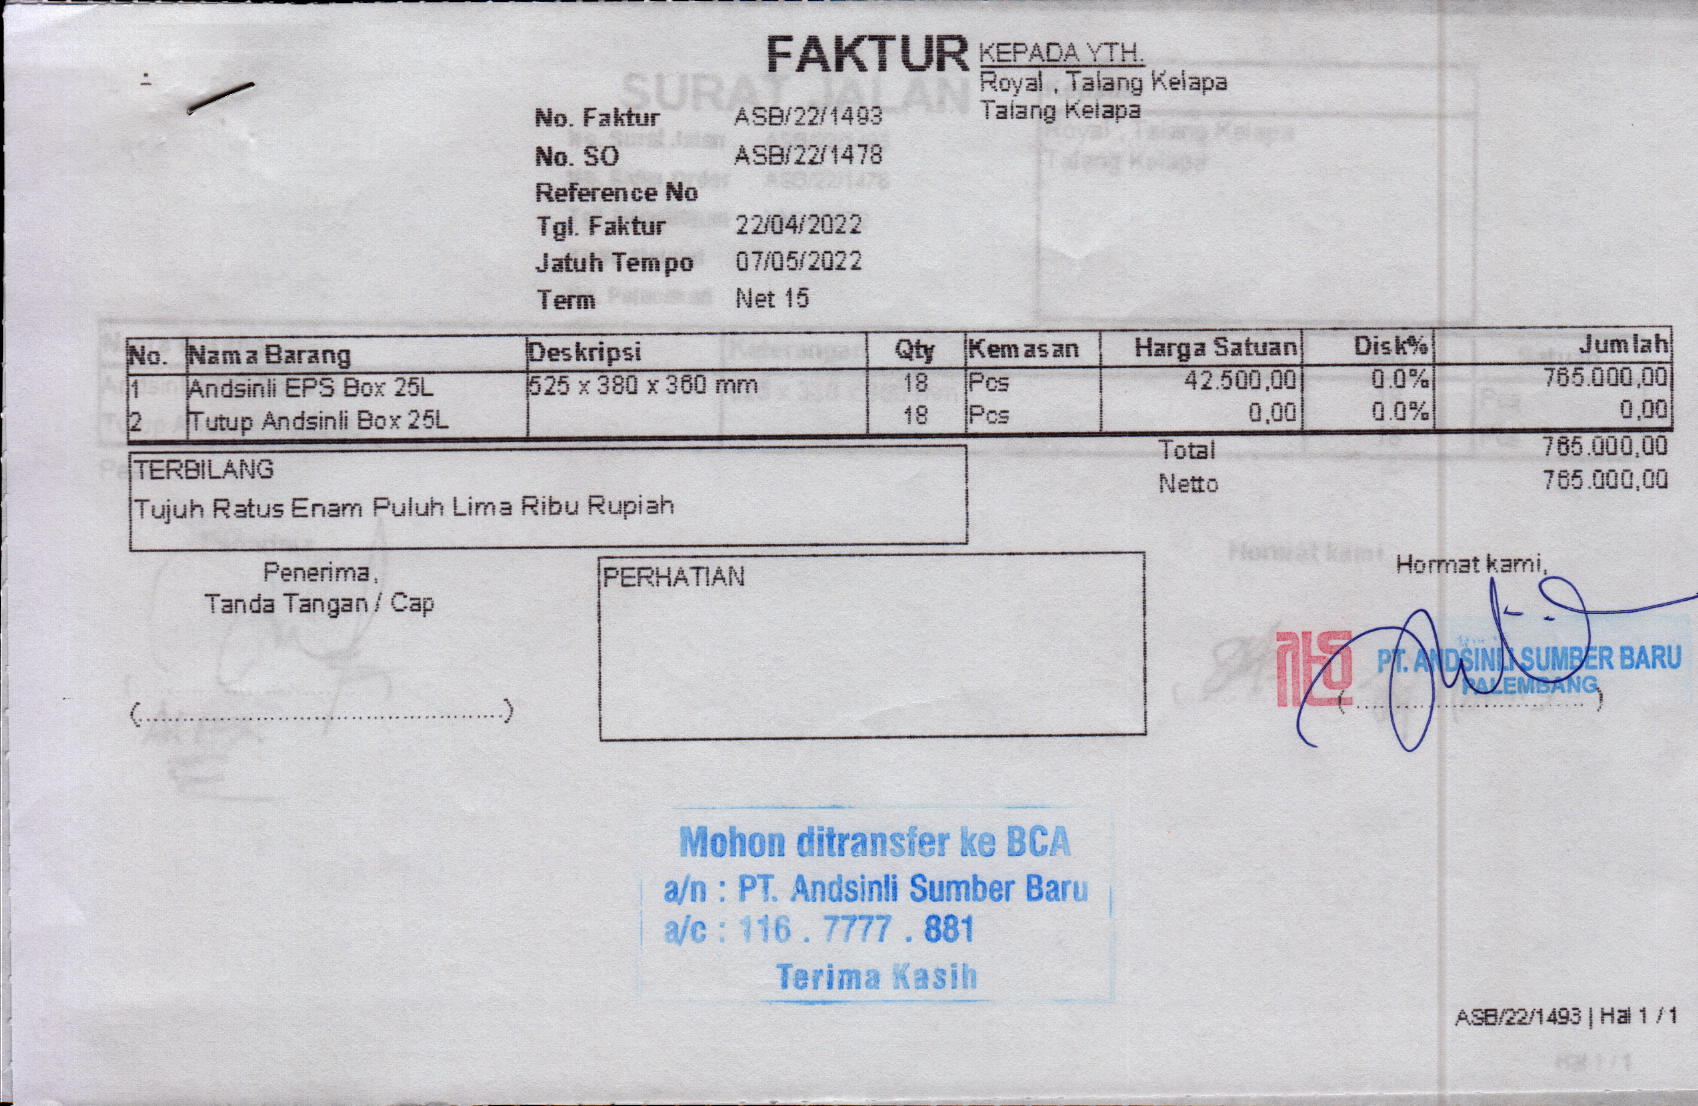 FAKTUR
KEPADA YTH.
Royal , Talang Kelapa
Talang Kelapa
No. Faktur ASB/22/1493
No. SO ASB/22/1478
Reference No
Tgl. Faktur 22/04/2022
Jatuh Tempo 07/05/2022
Term Net 15
No. Nama Barang Deskripsi Qty Kemasan Harga Satuan Disk% Jumlah
1 Andsinli EPS Box 25L 525 x 380 x 360 mm 18 Pcs 42.500,00 0.0% 765.000,00
2 Tutup Andsinli Box 25L 18 Pcs 0,00 0.0% 0,00
Total 765.000,00
Netto 765.000,00
TERBILANG
Tujuh Ratus Enam Puluh Lima Ribu Rupiah
Penerima,
Tanda Tangan / Cap
PERHATIAN
Hormat kami,
PT. ANDSINLI SUMBER BARU
PALEMBANG
Mohon ditransfer ke BCA
a/n : PT. Andsinli Sumber Baru
a/c : 116 . 7777 . 881
Terima Kasih
ASB/22/1493 | Hal 1 / 1